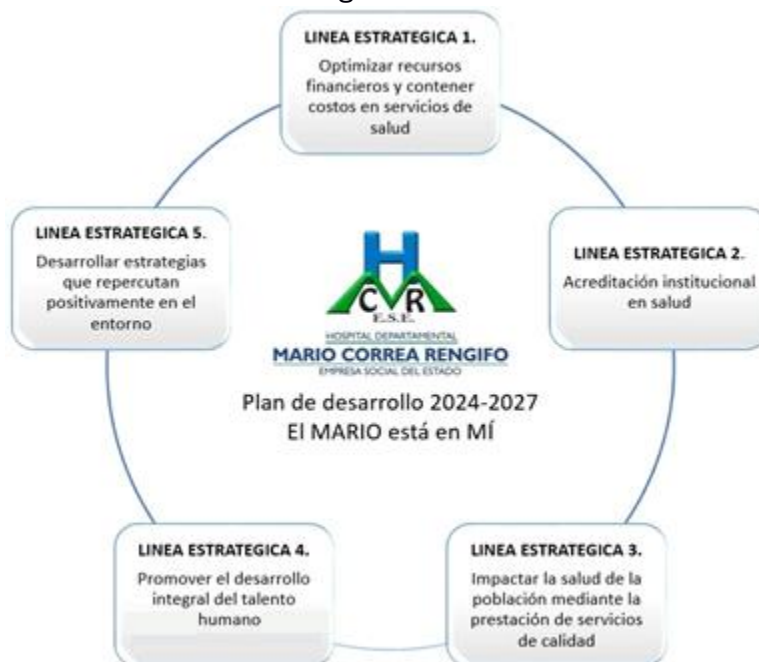 LINEA ESTRATEGICA 1.
Optimizar recursos
financieros y contener
costos en servicios de
salud
LINEA ESTRATEGICA 5.
Desarrollar estrategias
que repercutan
positivamente en el
entorno
LINEA ESTRATEGICA 2.
Acreditación institucional
en salud
H
CMR
E.S.E.
HOSPITAL DEPARTAMENTAL
MARIO CORREA RENGIFO
EMPRESA SOCIAL DEL ESTADO
Plan de desarrollo 2024-2027
El MARIO está en MÍ
LINEA ESTRATEGICA 4.
Promover el desarrollo
integral del talento
humano
LINEA ESTRATEGICA 3.
Impactar la salud de la
población mediante la
prestación de servicios
de calidad